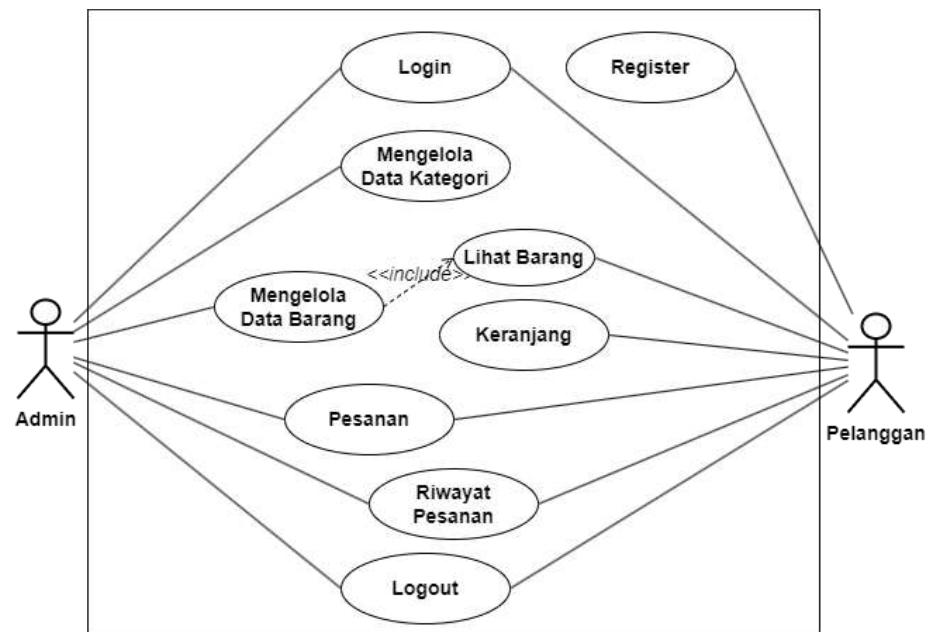 Login
Register
Mengelola
Data Kategori
Lihat Barang
<<include>>
Mengelola
Data Barang
Keranjang
Admin
Pelanggan
Pesanan
Riwayat
Pesanan
Logout